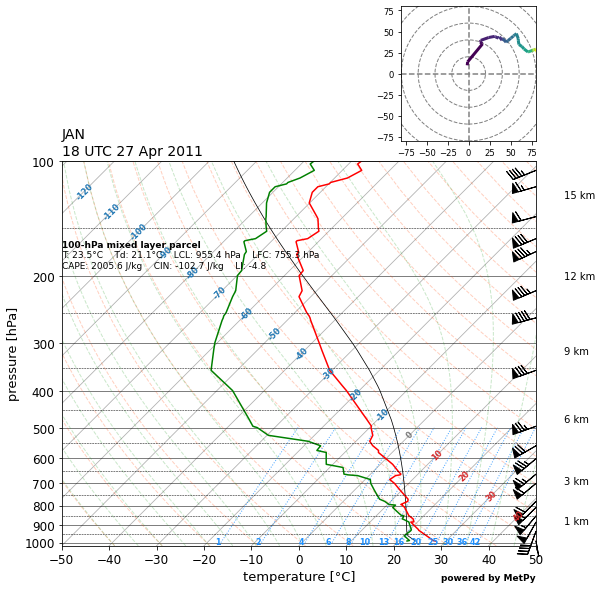 75
50
25
0
−25
−50
−75
−75 −50 −25 0 25 50 75
JAN
18 UTC 27 Apr 2011
100
200
300
400
500
600
700
800
900
1000
pressure [hPa]
15 km
12 km
9 km
6 km
3 km
1 km
-120
-110
-100
100-hPa mixed layer parcel
T: 23.5°C Td: 21.1°C LCL: 955.4 hPa LFC: 755.3 hPa
CAPE: 2005.6 J/kg CIN: -102.7 J/kg LI: -4.8
-80
-70
-60
-50
-40
-30
-20
-10
0
10
20
30
1 2 4 6 8 10 13 16 20 25 30 36 42
−50 −40 −30 −20 −10 0 10 20 30 40 50
temperature [°C]
powered by MetPy